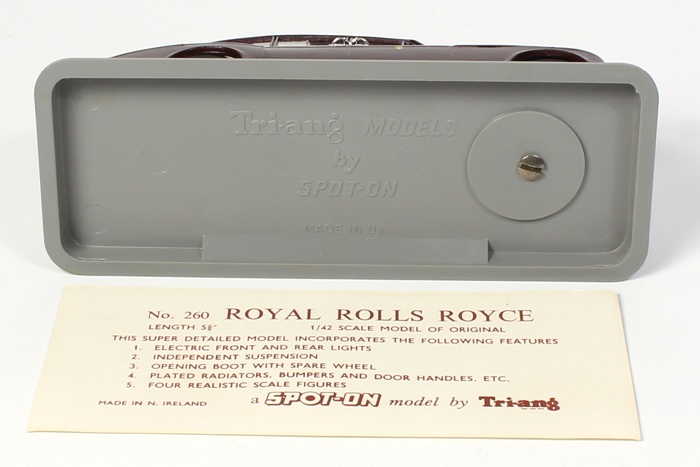 Tri-ang MODELS
by
SPOT-ON
MADE IN UK
No. 260 ROYAL ROLLS ROYCE
LENGTH 5⅝" 1/42 SCALE MODEL OF ORIGINAL
THIS SUPER DETAILED MODEL INCORPORATES THE FOLLOWING FEATURES
1. ELECTRIC FRONT AND REAR LIGHTS
2. INDEPENDENT SUSPENSION
3. OPENING BOOT WITH SPARE WHEEL
4. PLATED RADIATORS, BUMPERS AND DOOR HANDLES, ETC.
5. FOUR REALISTIC SCALE FIGURES
MADE IN N. IRELAND a SPOT-ON model by Tri-ang